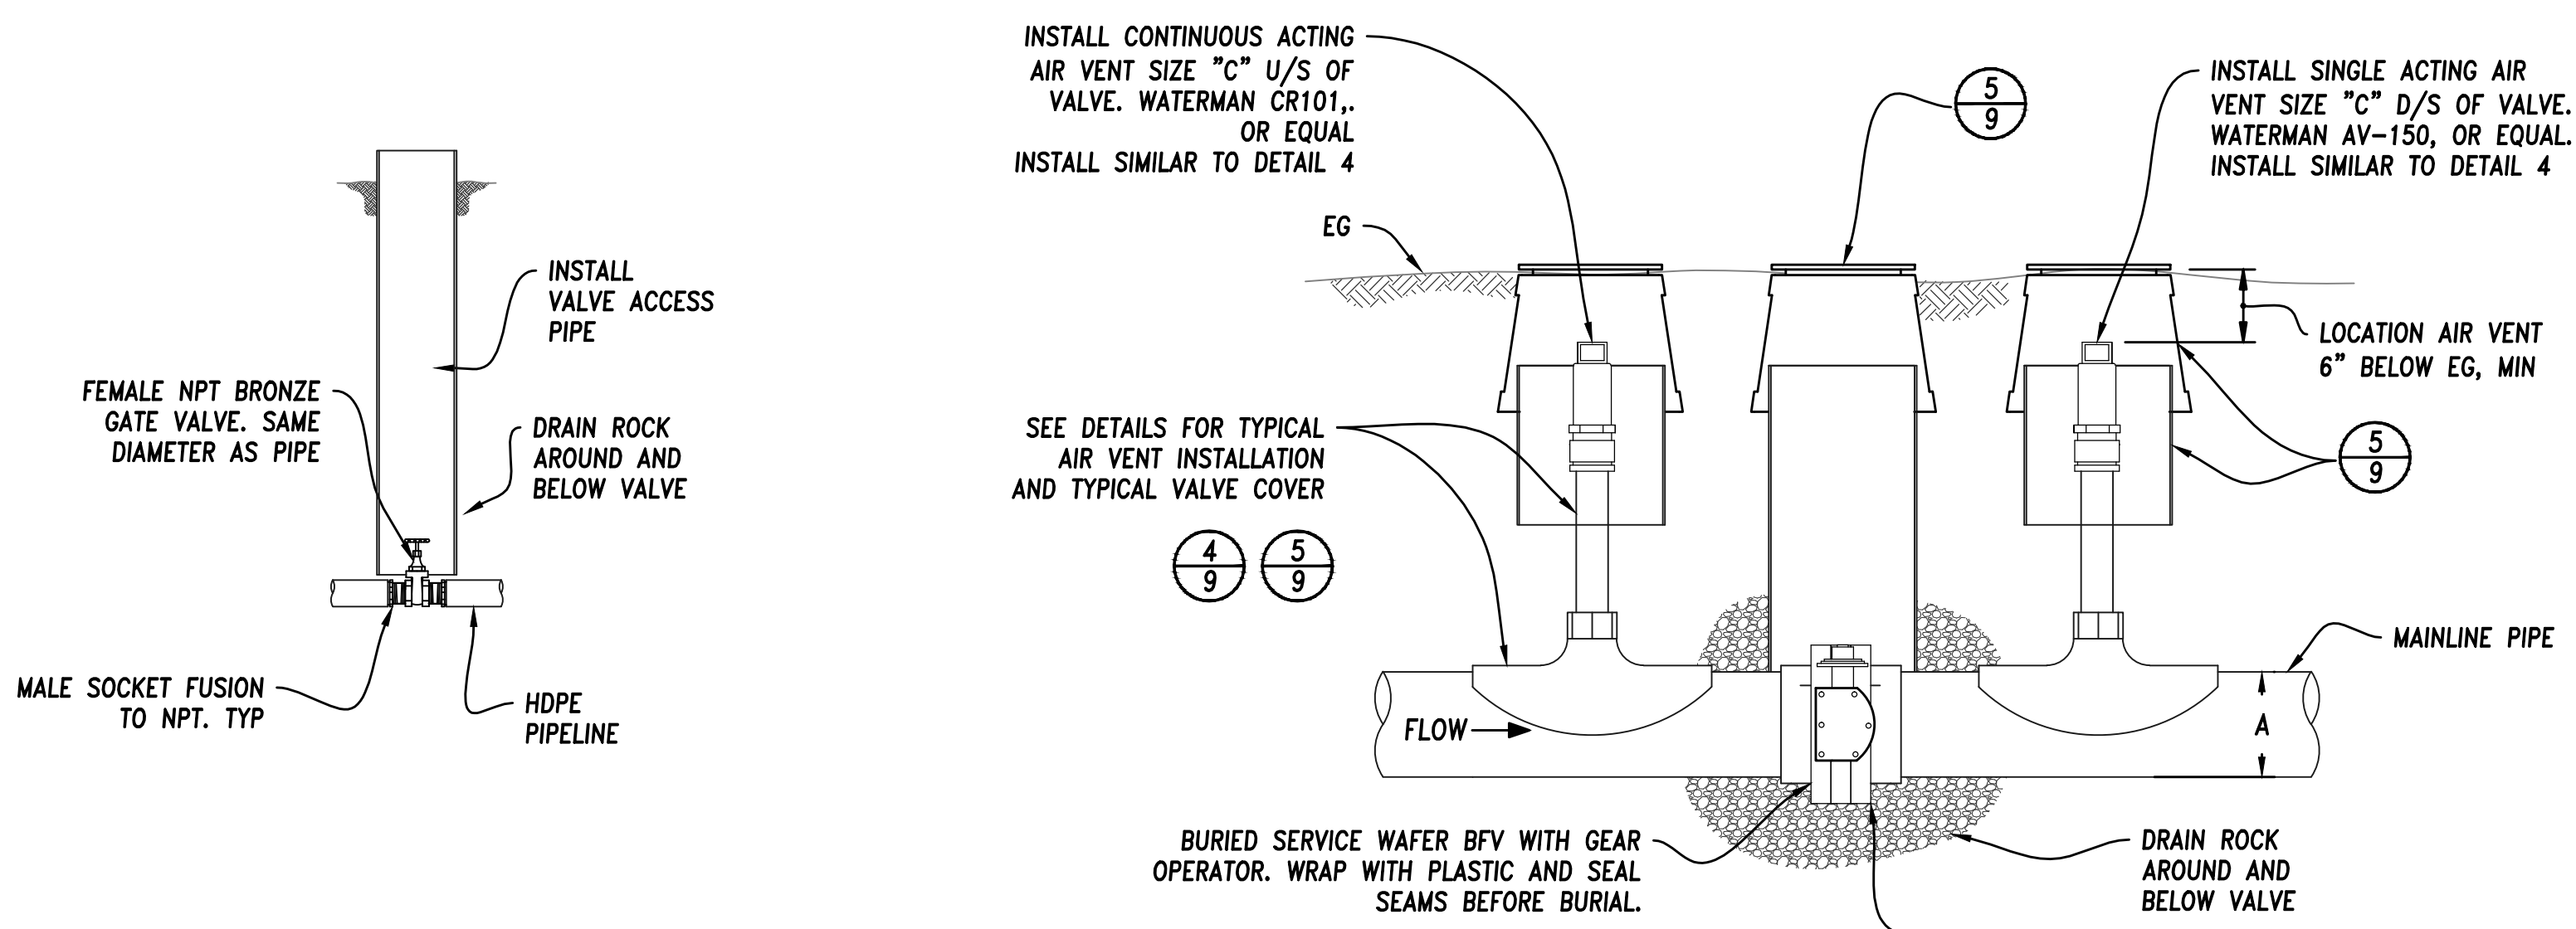 INSTALL
VALVE ACCESS
PIPE
FEMALE NPT BRONZE
GATE VALVE. SAME
DIAMETER AS PIPE
DRAIN ROCK
AROUND AND
BELOW VALVE
MALE SOCKET FUSION
TO NPT. TYP
HDPE
PIPELINE
INSTALL CONTINUOUS ACTING
AIR VENT SIZE "C" U/S OF
VALVE. WATERMAN CR101,.
OR EQUAL
INSTALL SIMILAR TO DETAIL 4
5
9
INSTALL SINGLE ACTING AIR
VENT SIZE "C" D/S OF VALVE.
WATERMAN AV-150, OR EQUAL.
INSTALL SIMILAR TO DETAIL 4
EG
LOCATION AIR VENT
6" BELOW EG, MIN
SEE DETAILS FOR TYPICAL
AIR VENT INSTALLATION
AND TYPICAL VALVE COVER
4
9
5
9
5
9
MAINLINE PIPE
FLOW
A
BURIED SERVICE WAFER BFV WITH GEAR
OPERATOR. WRAP WITH PLASTIC AND SEAL
SEAMS BEFORE BURIAL.
DRAIN ROCK
AROUND AND
BELOW VALVE